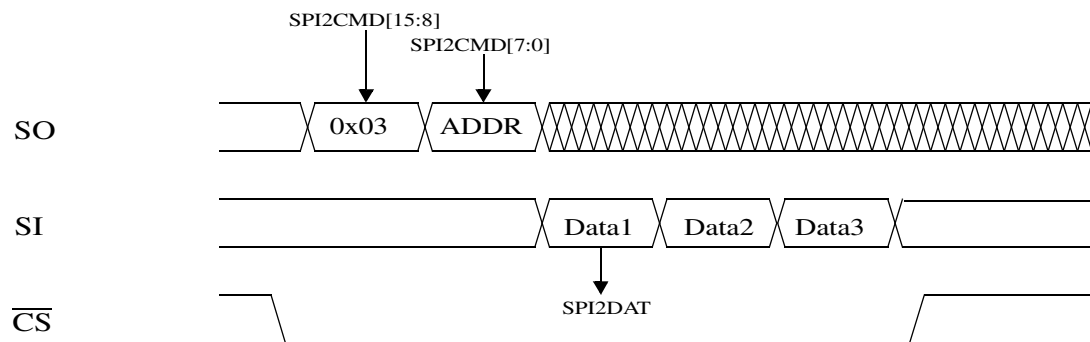 SPI2CMD[15:8]
SPI2CMD[7:0]
SO
0x03
ADDR
SI
Data1
Data2
Data3
SPI2DAT
CS